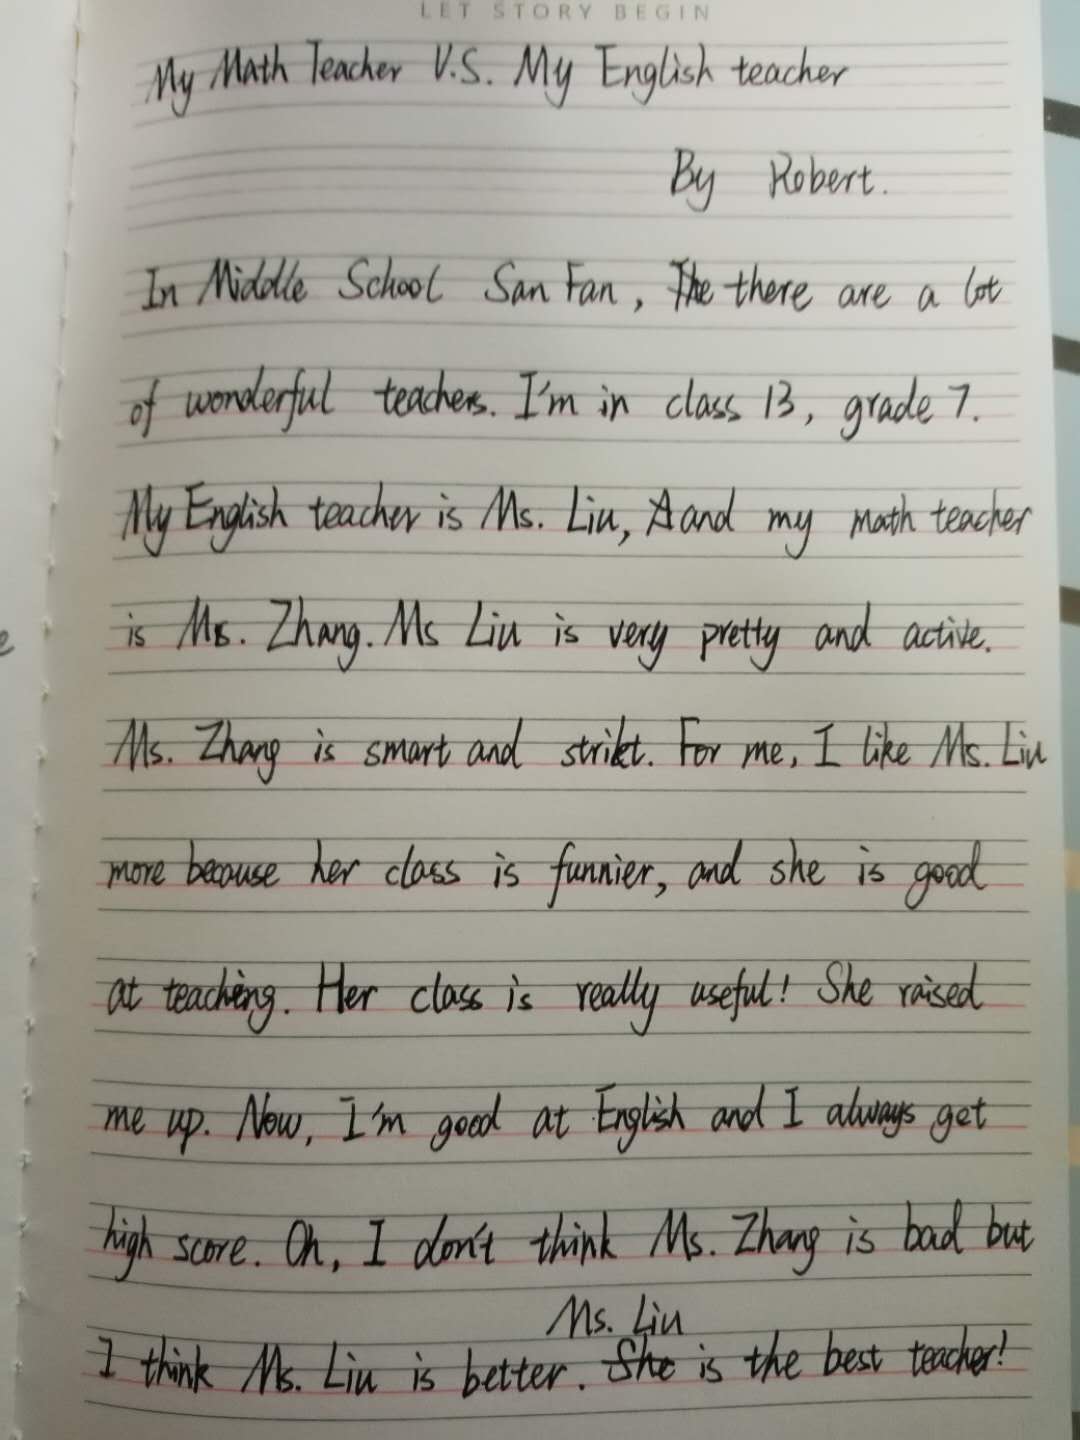 LET STORY BEGIN
My Math Teacher V.S. My English teacher
By Robert.
In Middle School San Fan, The there are a lot
of wonderful teachers. I'm in class 13, grade 7.
My English teacher is Ms. Liu, A and my math teacher
is Ms. Zhang. Ms Liu is very pretty and active.
Ms. Zhang is smart and strikt. For me, I like Ms. Liu
more because her class is funnier, and she is good
at teaching. Her class is really useful! She raised
me up. Now, I'm good at English and I always get
high score. Oh, I don't think Ms. Zhang is bad but
Ms. Liu
I think Ms. Liu is better. She is the best teacher!